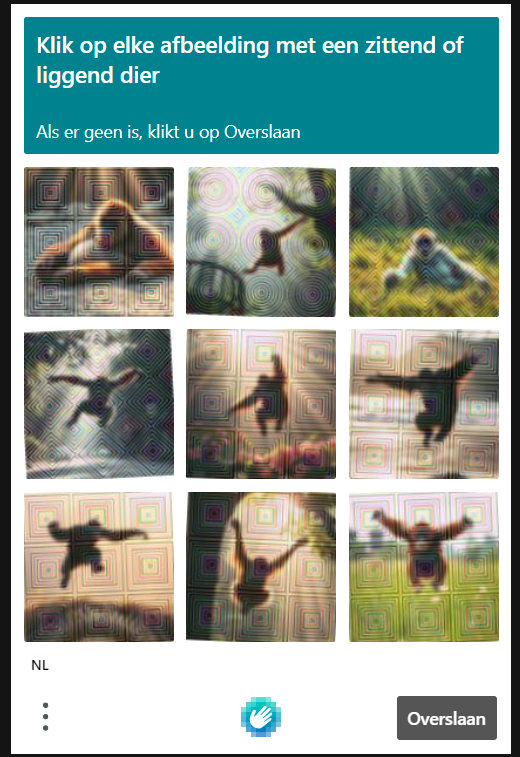 Klik op elke afbeelding met een zittend of
liggend dier
Als er geen is, klikt u op Overslaan
NL
Overslaan